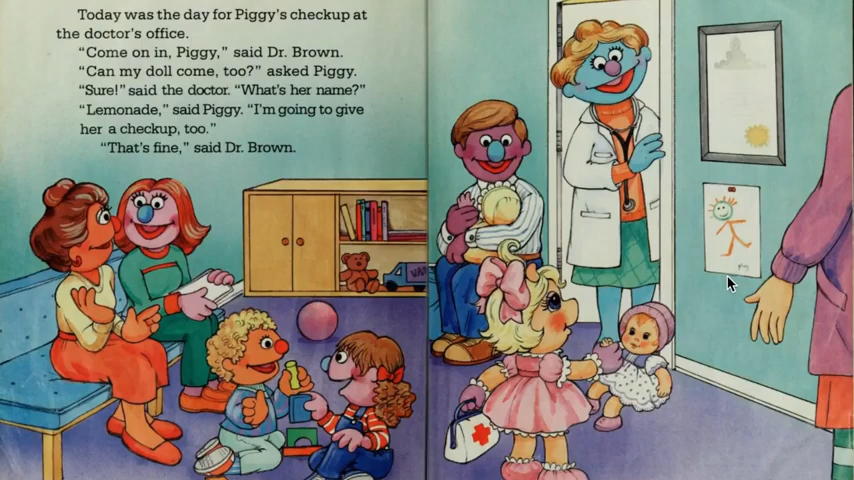 Today was the day for Piggy's checkup at
the doctor's office.
"Come on in, Piggy," said Dr. Brown.
"Can my doll come, too?" asked Piggy.
"Sure!" said the doctor. "What's her name?"
"Lemonade," said Piggy. "I'm going to give
her a checkup, too."
"That's fine," said Dr. Brown.